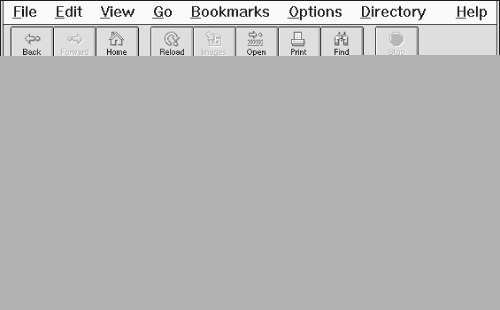 File Edit View Go Bookmarks Options Directory Help
Back Forward Home Reload Images Open Print Find Stop